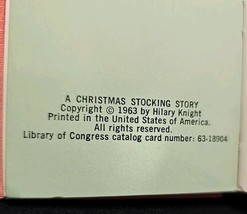 A CHRISTMAS STOCKING STORY
Copyright © 1963 by Hilary Knight
Printed in the United States of America.
All rights reserved.
Library of Congress catalog card number: 63-18904